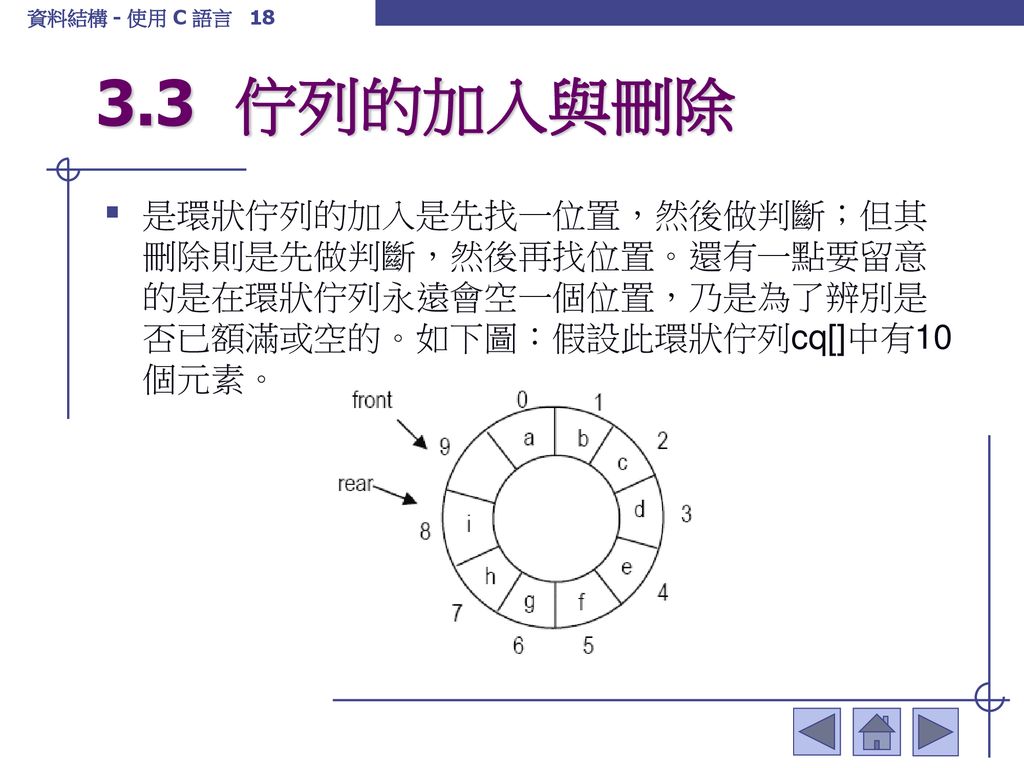 資料結構 - 使用 C 語言 18
3.3 佇列的加入與刪除
是環狀佇列的加入是先找一位置，然後做判斷；但其
刪除則是先做判斷，然後再找位置。還有一點要留意
的是在環狀佇列永遠會空一個位置，乃是為了辨別是
否已額滿或空的。如下圖：假設此環狀佇列cq[]中有10
個元素。
front
0
1
9
a
b
2
c
rear
d
3
8
i
h
e
4
7
g
f
6
5